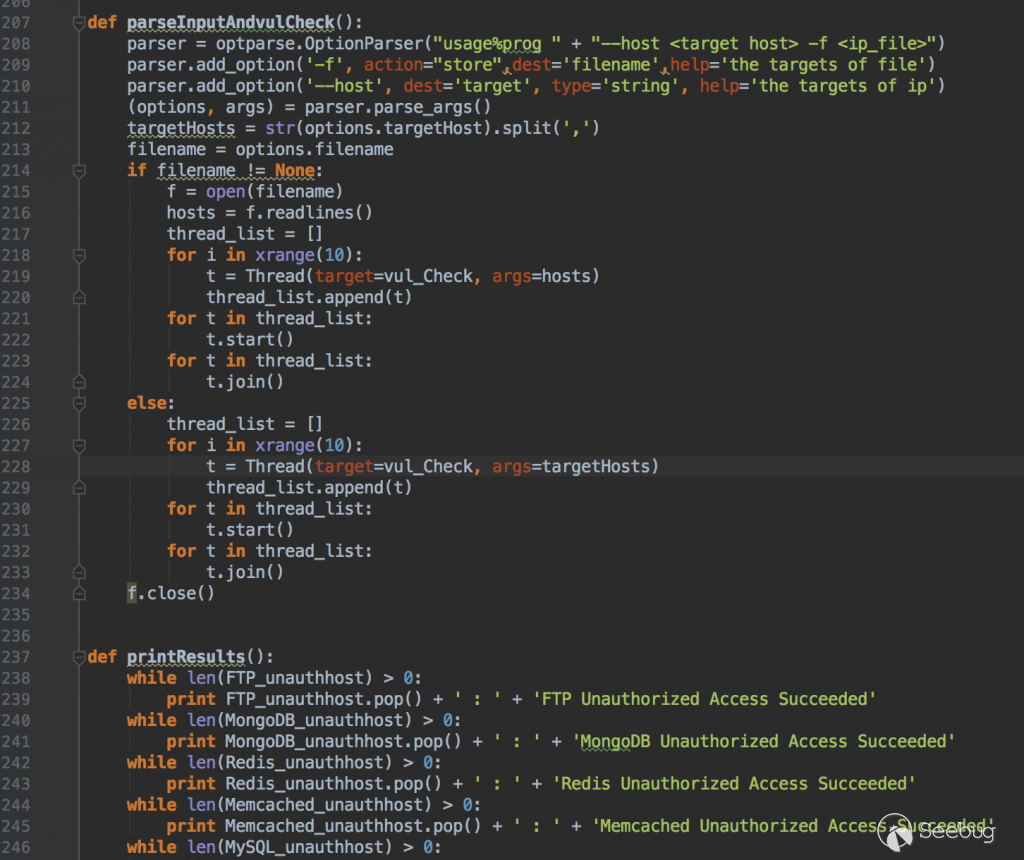 206
207 def parseInputAndvulCheck():
208     parser = optparse.OptionParser("usage%prog " + "--host <target host> -f <ip_file>")
209     parser.add_option('-f', action="store",dest='filename',help='the targets of file')
210     parser.add_option('--host', dest='target', type='string', help='the targets of ip')
211     (options, args) = parser.parse_args()
212     targetHosts = str(options.targetHost).split(',')
213     filename = options.filename
214     if filename != None:
215         f = open(filename)
216         hosts = f.readlines()
217         thread_list = []
218         for i in xrange(10):
219             t = Thread(target=vul_Check, args=hosts)
220             thread_list.append(t)
221         for t in thread_list:
222             t.start()
223         for t in thread_list:
224             t.join()
225     else:
226         thread_list = []
227         for i in xrange(10):
228             t = Thread(target=vul_Check, args=targetHosts)
229             thread_list.append(t)
230         for t in thread_list:
231             t.start()
232         for t in thread_list:
233             t.join()
234     f.close()
235
236
237 def printResults():
238     while len(FTP_unauthhost) > 0:
239         print FTP_unauthhost.pop() + ' : ' + 'FTP Unauthorized Access Succeeded'
240     while len(MongoDB_unauthhost) > 0:
241         print MongoDB_unauthhost.pop() + ' : ' + 'MongoDB Unauthorized Access Succeeded'
242     while len(Redis_unauthhost) > 0:
243         print Redis_unauthhost.pop() + ' : ' + 'Redis Unauthorized Access Succeeded'
244     while len(Memcached_unauthhost) > 0:
245         print Memcached_unauthhost.pop() + ' : ' + 'Memcached Unauthorized Access Succeeded'
246     while len(MySQL_unauthhost) > 0:
Seebug